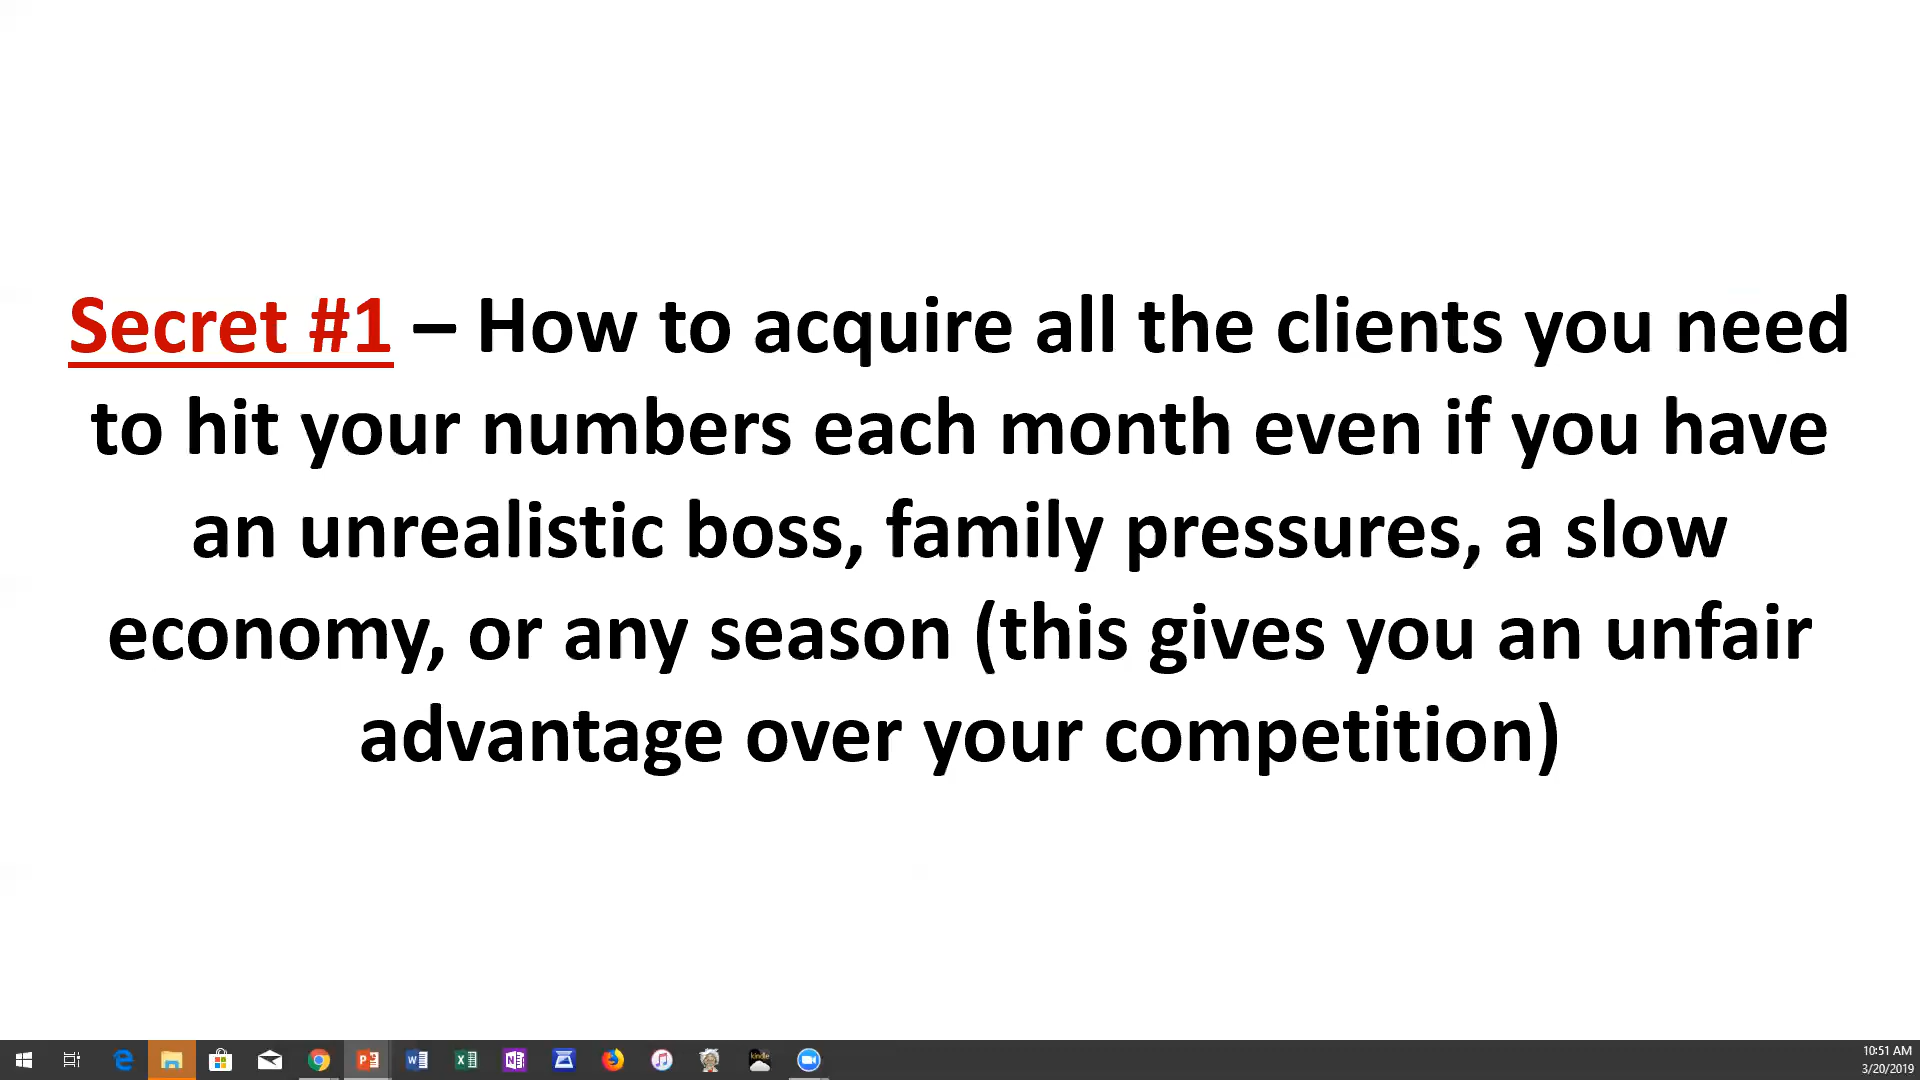 Secret #1 – How to acquire all the clients you need
to hit your numbers each month even if you have
an unrealistic boss, family pressures, a slow
economy, or any season (this gives you an unfair
advantage over your competition)
kindle
10:51 AM
3/20/2019